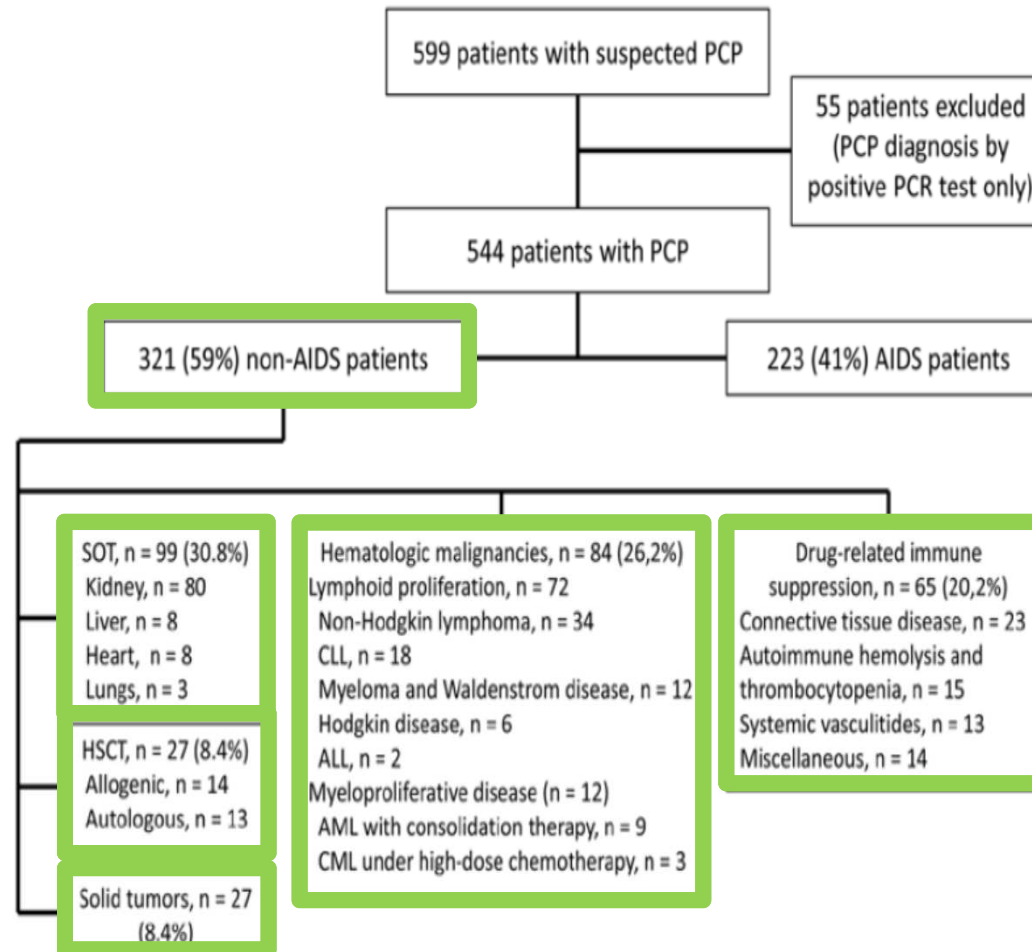 599 patients with suspected PCP
55 patients excluded
(PCP diagnosis by
positive PCR test only)
544 patients with PCP
321 (59%) non-AIDS patients
223 (41%) AIDS patients
SOT, n = 99 (30.8%)
Kidney, n = 80
Liver, n = 8
Heart, n = 8
Lungs, n = 3
HSCT, n = 27 (8.4%)
Allogenic, n = 14
Autologous, n = 13
Solid tumors, n = 27
(8.4%)
Hematologic malignancies, n = 84 (26,2%)
Lymphoid proliferation, n = 72
Non-Hodgkin lymphoma, n = 34
CLL, n = 18
Myeloma and Waldenstrom disease, n = 12
Hodgkin disease, n = 6
ALL, n = 2
Myeloproliferative disease (n = 12)
AML with consolidation therapy, n = 9
CML under high-dose chemotherapy, n = 3
Drug-related immune
suppression, n = 65 (20,2%)
Connective tissue disease, n = 23
Autoimmune hemolysis and
thrombocytopenia, n = 15
Systemic vasculitides, n = 13
Miscellaneous, n = 14